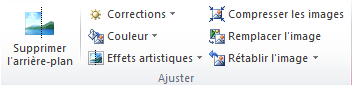 Supprimer
l'arrière-plan
Corrections
Couleur
Effets artistiques
Compresser les images
Remplacer l'image
Rétablir l'image
Ajuster